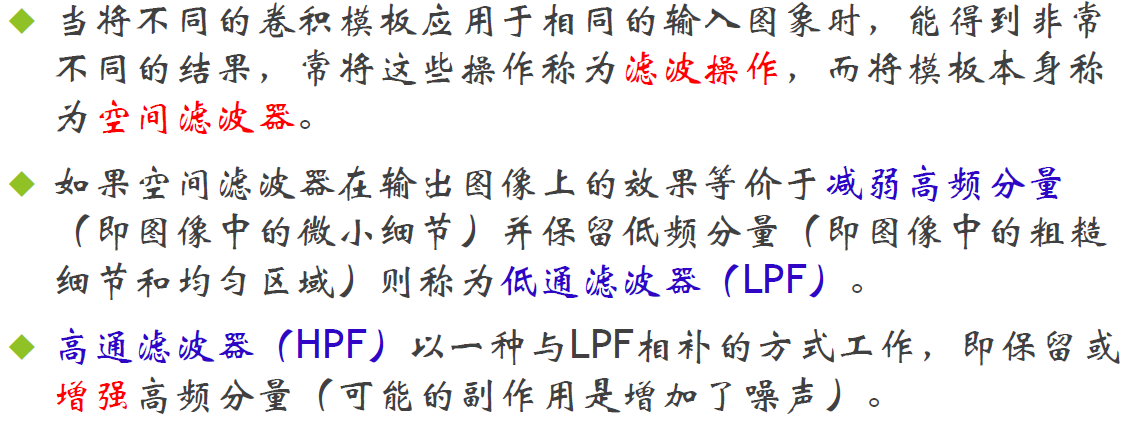 当将不同的卷积模板应用于相同的输入图象时，能得到非常
不同的结果，常将这些操作称为滤波操作，而将模板本身称
为空间滤波器。
如果空间滤波器在输出图像上的效果等价于减弱高频分量
（即图像中的微小细节）并保留低频分量（即图像中的粗糙
细节和均匀区域）则称为低通滤波器（LPF）。
高通滤波器（HPF）以一种与LPF相补的方式工作，即保留或
增强高频分量（可能的副作用是增加了噪声）。